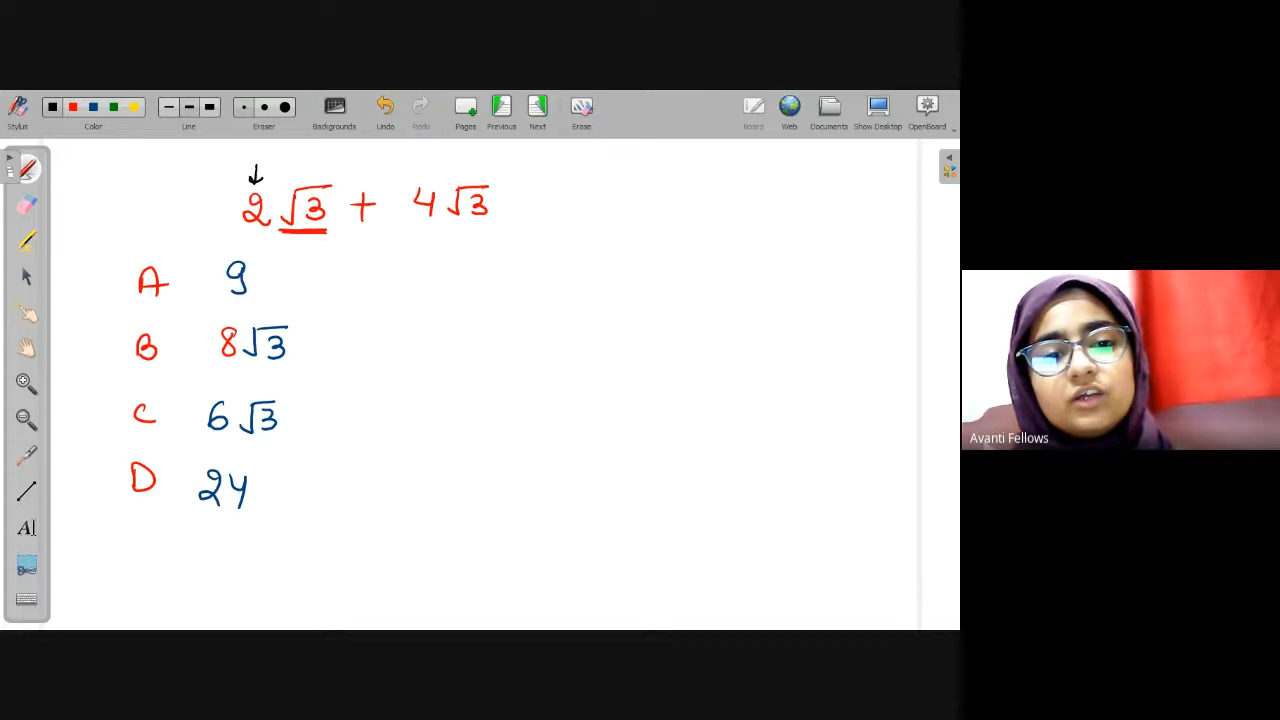 Stylus Color Line Eraser Backgrounds Undo Redo Pages Previous Next Erase Board Web Documents Show Desktop OpenBoard
2√3 + 4√3
A 9
B 8√3
C 6√3
D 24
Avanti Fellows